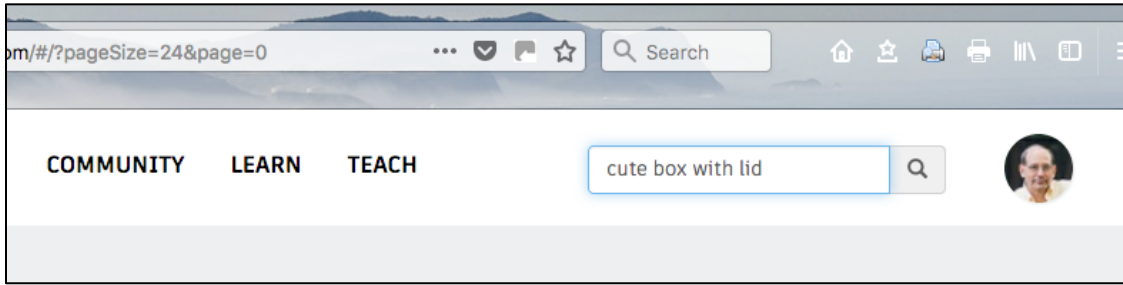 om/#/?pageSize=24&page=0
Search
COMMUNITY LEARN TEACH
cute box with lid